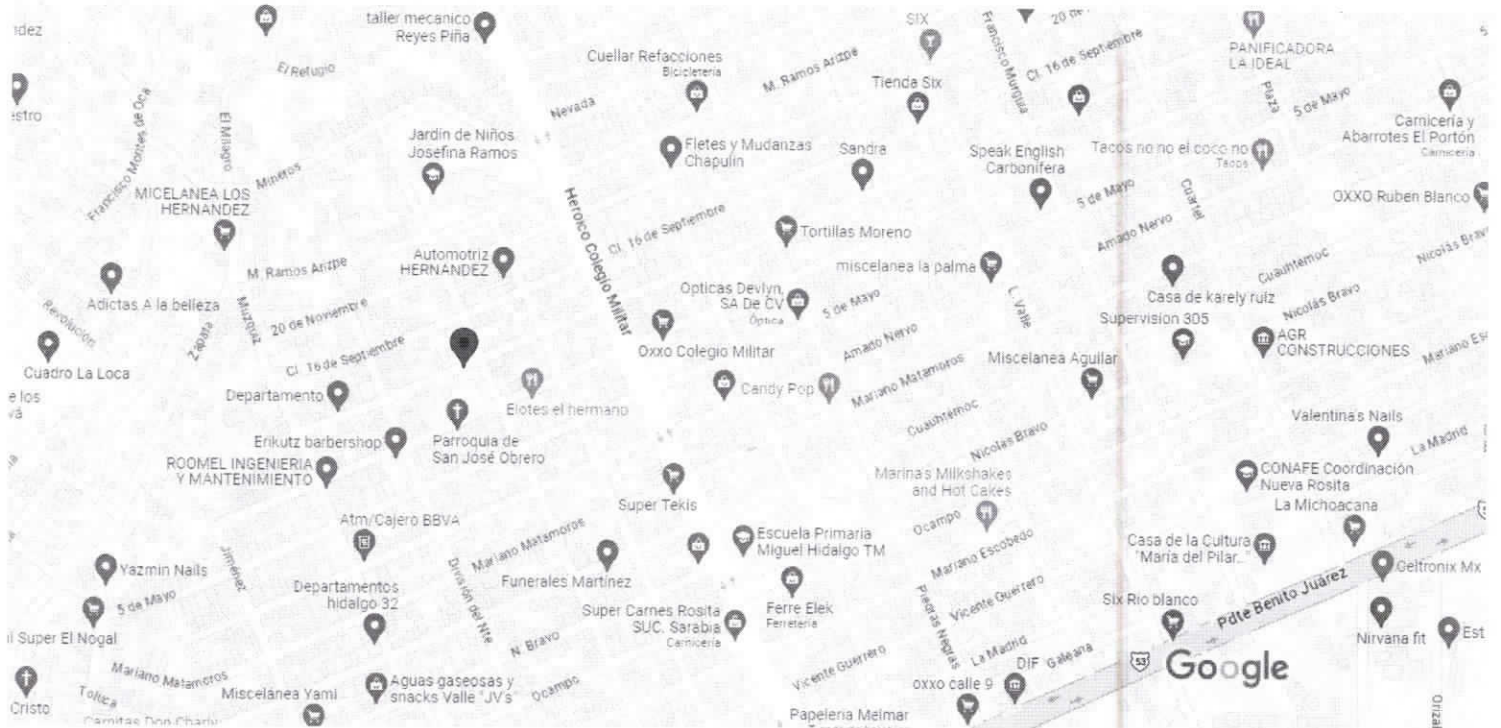 taller mecanico
Reyes Piña
Cuellar Refacciones
Bicicletería
M. Ramos Arizpe
SIX
Tienda Six
Francisco Murguia
Cl. 16 de Septiembre
PANIFICADORA
LA IDEAL
Plaza
5 de Mayo
Carnicería y
Abarrotes El Portón
Carnicería
El Refugio
Nevada
Francisco Montes de Oca
El Milagro
Mineros
Jardín de Niños
Josefina Ramos
Fletes y Mudanzas
Chapulin
Sandra
Speak English
Carbonifera
Tacos no no el coco no
Tacos
5 de Mayo
Cuartel
OXXO Ruben Blanco
MICELANEA LOS
HERNANDEZ
Heroico Colegio Militar
Cl. 16 de Septiembre
Tortillas Moreno
Amado Nervo
Nicolás Bravo
M. Ramos Arizpe
Automotriz
HERNANDEZ
miscelanea la palma
Cuauhtemoc
Adictas A la belleza
Opticas Devlyn,
SA De CV
Óptica
5 de Mayo
L. Valle
Casa de karely ruiz
Nicolás Bravo
Revolución
Zapata
Muzquiz
20 de Noviembre
Supervision 305
AGR
CONSTRUCCIONES
Cuadro La Loca
Cl. 16 de Septiembre
Oxxo Colegio Militar
Amado Nervo
Miscelanea Aguilar
Departamento
Elotes el hermano
Candy Pop
Mariano Matamoros
Cuauhtemoc
Valentina's Nails
Erikutz barbershop
Parroquia de
San José Obrero
Nicolás Bravo
La Madrid
ROOMEL INGENIERIA
Y MANTENIMIENTO
Marina's Milkshakes
and Hot Cakes
CONAFE Coordinación
Nueva Rosita
Super Tekis
La Michoacana
Atm/Cajero BBVA
Mariano Matamoros
Escuela Primaria
Miguel Hidalgo TM
Ocampo
Mariano Escobedo
Casa de la Cultura
"María del Pilar..."
Yazmin Nails
Jiménez
División del Nte
Funerales Martínez
Geltronix Mx
5 de Mayo
Departamentos
hidalgo 32
Ferre Elek
Ferretería
Piedras Negras
Vicente Guerrero
Six Rio blanco
Pdte Benito Juárez
Super El Nogal
Super Carnes Rosita
SUC. Sarabia
Carnicería
N. Bravo
Nirvana fit
Mariano Matamoros
Toluca
Vicente Guerrero
La Madrid
Galeana
DIF
53
Google
Cristo
Miscelánea Yami
Aguas gaseosas y
snacks Valle "JV's"
Ocampo
oxxo calle 9
Carnitas Don Charly
Papeleria Melmar